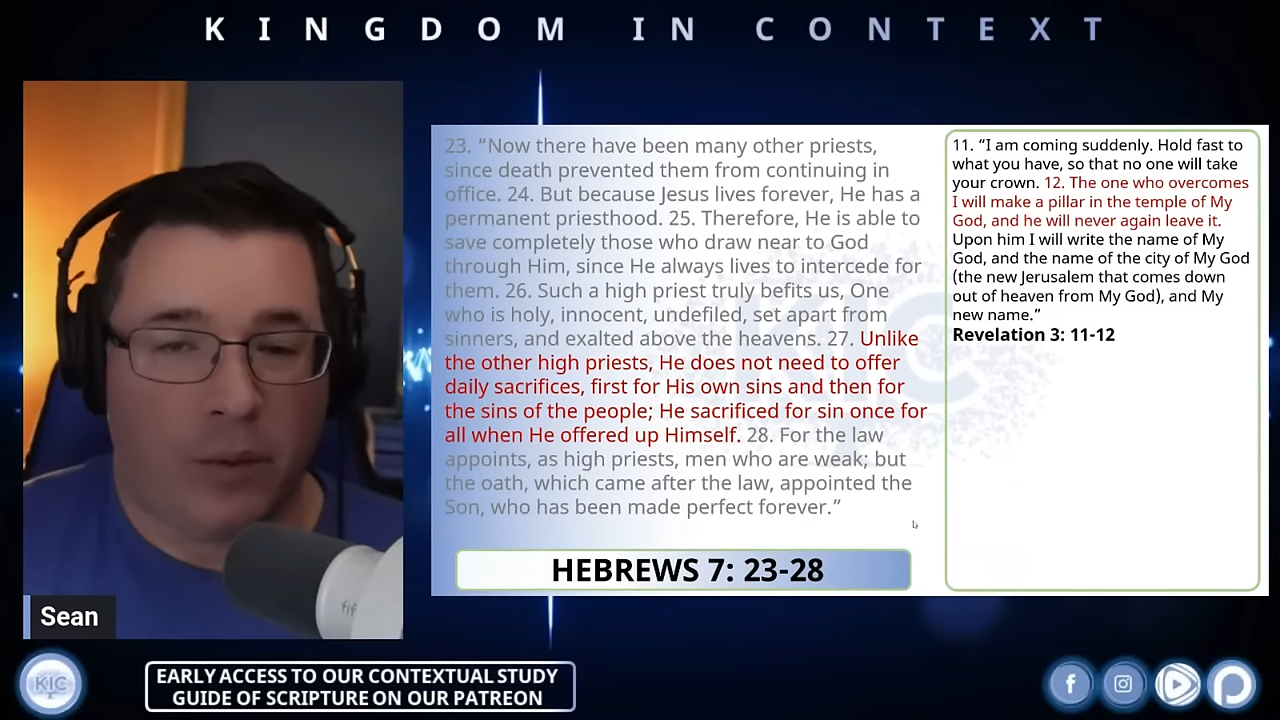 KINGDOM IN CONTEXT
23. “Now there have been many other priests,
since death prevented them from continuing in
office. 24. But because Jesus lives forever, He has a
permanent priesthood. 25. Therefore, He is able to
save completely those who draw near to God
through Him, since He always lives to intercede for
them. 26. Such a high priest truly befits us, One
who is holy, innocent, undefiled, set apart from
sinners, and exalted above the heavens. 27. Unlike
the other high priests, He does not need to offer
daily sacrifices, first for His own sins and then for
the sins of the people; He sacrificed for sin once for
all when He offered up Himself. 28. For the law
appoints, as high priests, men who are weak; but
the oath, which came after the law, appointed the
Son, who has been made perfect forever.”
HEBREWS 7: 23-28
11. “I am coming suddenly. Hold fast to
what you have, so that no one will take
your crown. 12. The one who overcomes
I will make a pillar in the temple of My
God, and he will never again leave it.
Upon him I will write the name of My
God, and the name of the city of My God
(the new Jerusalem that comes down
out of heaven from My God), and My
new name.”
Revelation 3: 11-12
Sean
KIC
EARLY ACCESS TO OUR CONTEXTUAL STUDY
GUIDE OF SCRIPTURE ON OUR PATREON